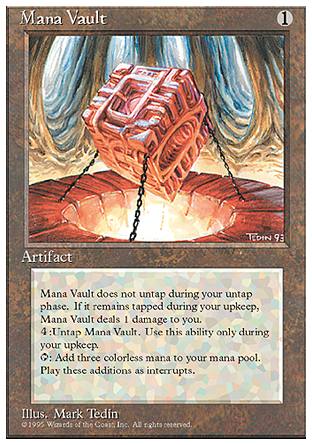 Mana Vault 1
TEDIN 93
Artifact
Mana Vault does not untap during your untap
phase. If it remains tapped during your upkeep,
Mana Vault deals 1 damage to you.
4:Untap Mana Vault. Use this ability only during
your upkeep.
: Add three colorless mana to your mana pool.
Play these additions as interrupts.
Illus. Mark Tedin
© 1995 Wizards of the Coast, Inc. All rights reserved.